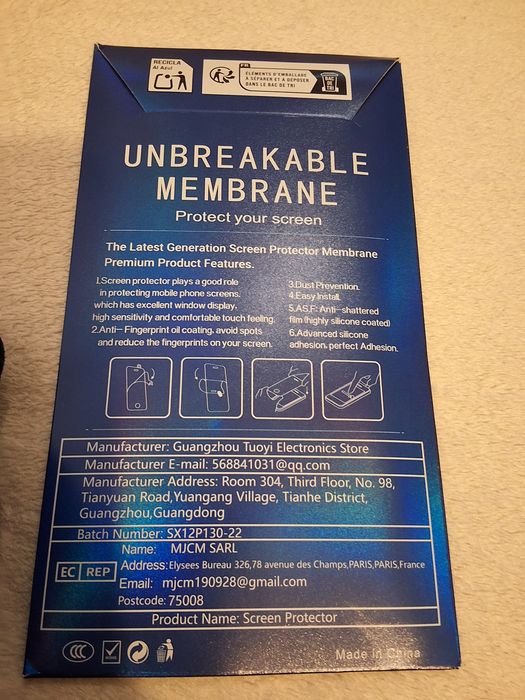 RECICLA
Al Azul
FR
ÉLÉMENTS D'EMBALLAGE
À SÉPARER ET À DÉPOSER
DANS LE BAC DE TRI
BAC
DE
TRI
UNBREAKABLE
MEMBRANE
Protect your screen
The Latest Generation Screen Protector Membrane
Premium Product Features.
1.Screen protector plays a good role
in protecting mobile phone screens.
which has excellent window display,
high sensitivity and comfortable touch feeling.
2.Anti- Fingerprint oil coating, avoid spots
and reduce the fingerprints on your screen.
3.Dust Prevention.
4.Easy Install.
5.A.S.F: Anti-shattered
film (highly silicone coated)
6.Advanced silicone
adhesion, perfect Adhesion.
Manufacturer: Guangzhou Tuoyi Electronics Store
Manufacturer E-mail: 568841031@qq.com
Manufacturer Address: Room 304, Third Floor, No. 98,
Tianyuan Road,Yuangang Village, Tianhe District,
Guangzhou,Guangdong
Batch Number: SX12P130-22
EC REP
Name: MJCM SARL
Address:Elysees Bureau 326,78 avenue des Champs,PARIS,PARIS,France
Email: mjcm190928@gmail.com
Postcode: 75008
Product Name: Screen Protector
CCC
Made in China